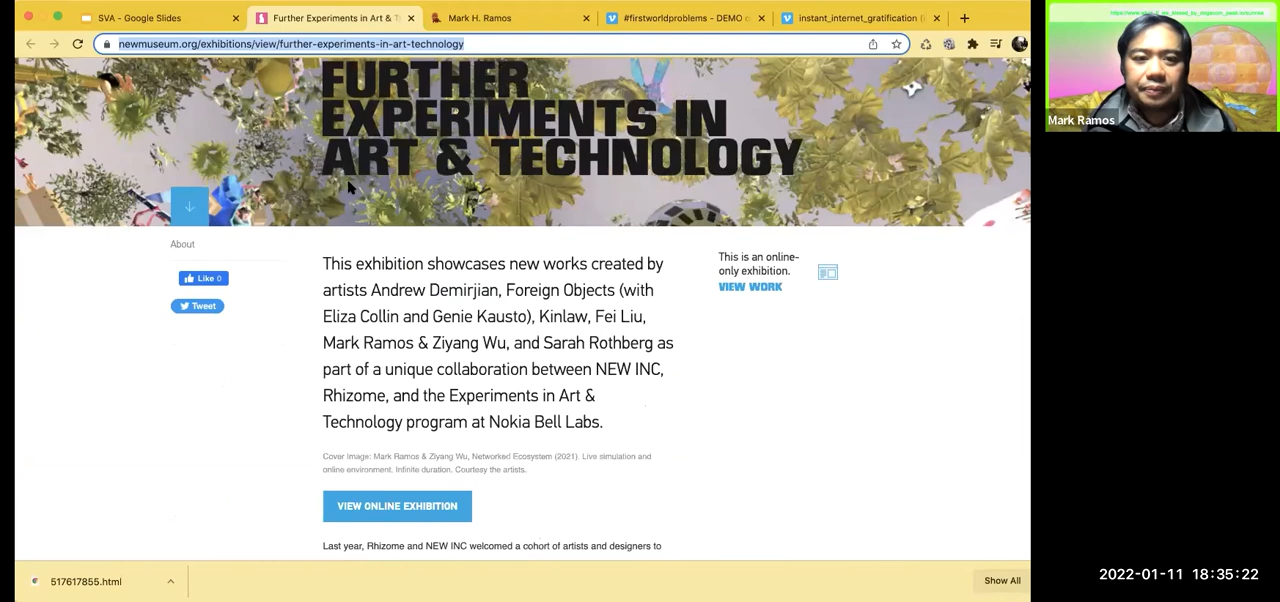 SVA - Google Slides
Further Experiments in Art & T
Mark H. Ramos
#firstworldproblems - DEMO
instant_internet_gratification
newmuseum.org/exhibitions/view/further-experiments-in-art-technology
Mark Ramos
FURTHER
EXPERIMENTS IN
ART & TECHNOLOGY
About
Like 0
Tweet
This exhibition showcases new works created by
artists Andrew Demirjian, Foreign Objects (with
Eliza Collin and Genie Kausto), Kinlaw, Fei Liu,
Mark Ramos & Ziyang Wu, and Sarah Rothberg as
part of a unique collaboration between NEW INC,
Rhizome, and the Experiments in Art &
Technology program at Nokia Bell Labs.
This is an online-
only exhibition.
VIEW WORK
Cover Image: Mark Ramos & Ziyang Wu, Networked Ecosystem (2021). Live simulation and
online environment. Infinite duration. Courtesy the artists.
VIEW ONLINE EXHIBITION
Last year, Rhizome and NEW INC welcomed a cohort of artists and designers to
517617855.html
Show All
2022-01-11 18:35:22